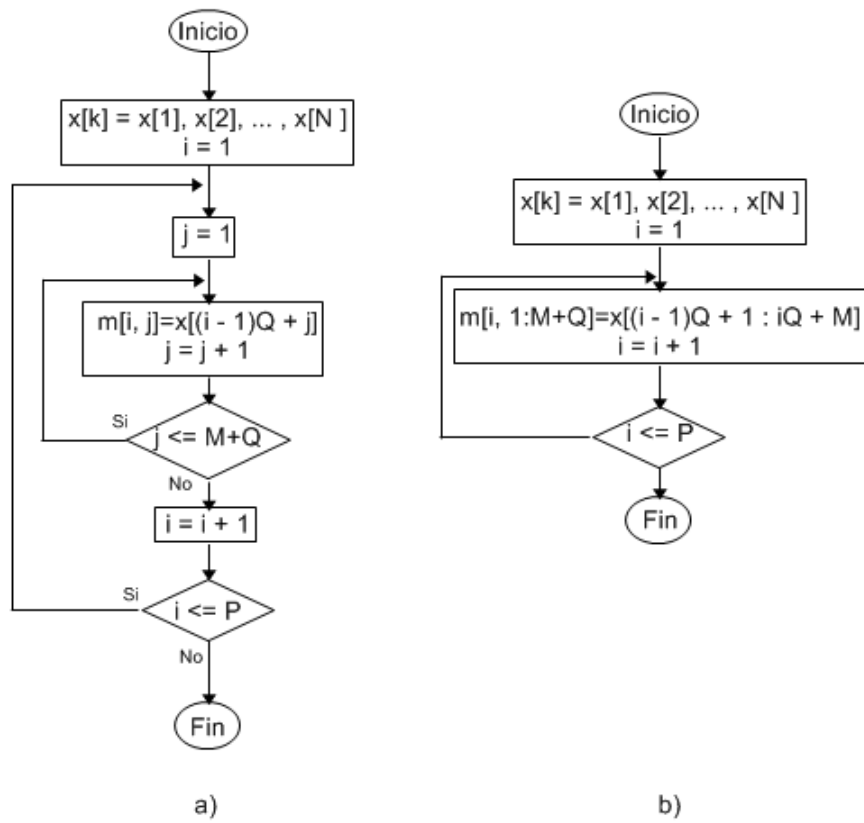 Inicio
x[k] = x[1], x[2], ... , x[N ]
i = 1
j = 1
m[i, j]=x[(i - 1)Q + j]
j = j + 1
Si
j <= M+Q
No
i = i + 1
Si
i <= P
No
Fin
a)
Inicio
x[k] = x[1], x[2], ... , x[N ]
i = 1
m[i, 1:M+Q]=x[(i - 1)Q + 1 : iQ + M]
i = i + 1
i <= P
Fin
b)